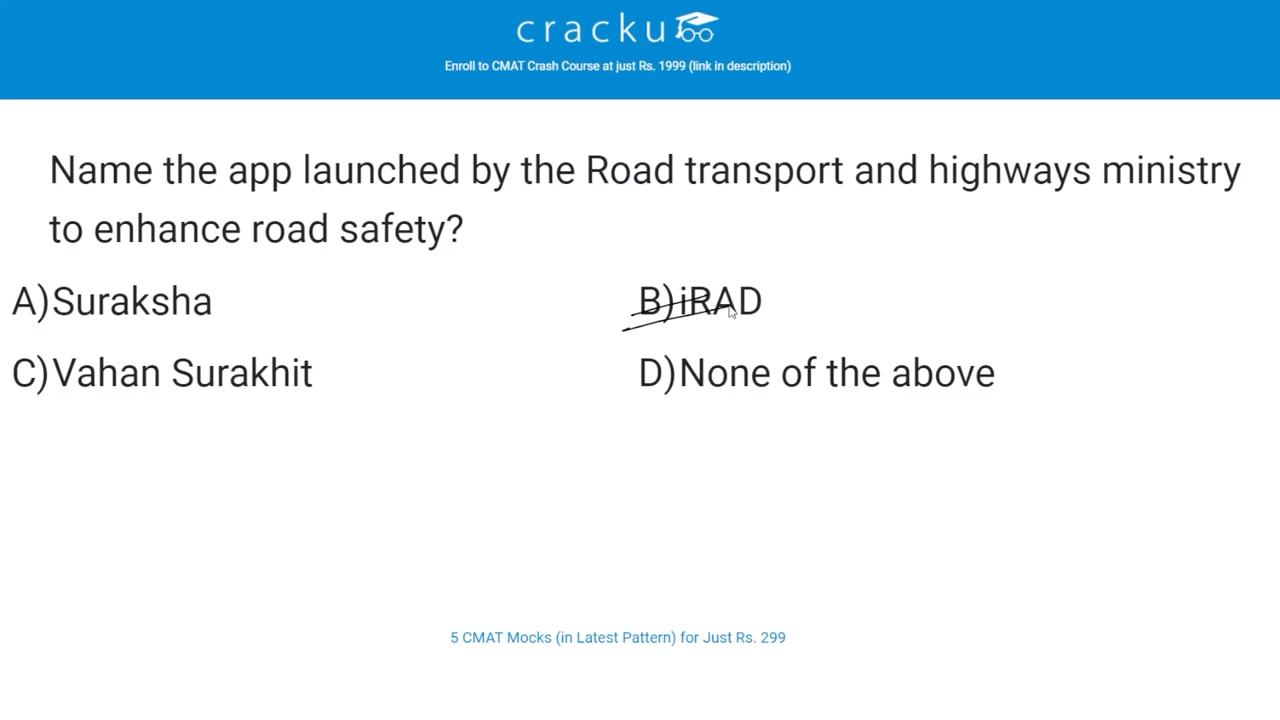 cracku
Enroll to CMAT Crash Course at just Rs. 1999 (link in description)
Name the app launched by the Road transport and highways ministry
to enhance road safety?
A)Suraksha
B)iRAD
C)Vahan Surakhit
D)None of the above
5 CMAT Mocks (in Latest Pattern) for Just Rs. 299